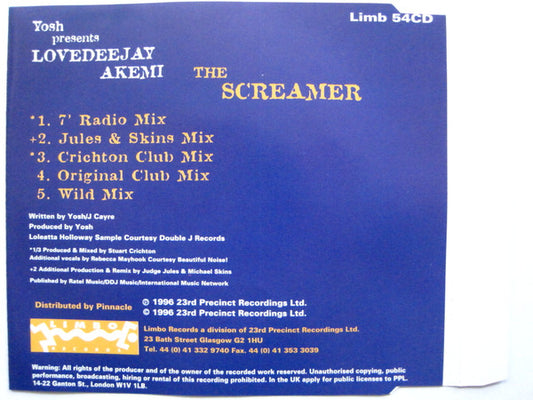 Limb 54CD
Yosh
presents
LOVEDEEJAY
AKEMI
THE
SCREAMER
*1. 7' Radio Mix
+2. Jules & Skins Mix
*3. Crichton Club Mix
4. Original Club Mix
5. Wild Mix
Written by Yosh/J Cayre
Produced by Yosh
Loleatta Holloway Sample Courtesy Double J Records
*1/3 Produced & Mixed by Stuart Crichton
Additional vocals by Rebecca Mayhook Courtesy Beautiful Noise!
+2 Additional Production & Remix by Judge Jules & Michael Skins
Published by Ratel Music/DDJ Music/International Music Network
Distributed by Pinnacle
℗ 1996 23rd Precinct Recordings Ltd.
© 1996 23rd Precinct Recordings Ltd.
LIMBO
RECORDS
Limbo Records a division of 23rd Precinct Recordings Ltd.
23 Bath Street Glasgow G2 1HU
Tel. 44 (0) 41 332 9740 Fax. 44 (0) 41 353 3039
Warning: All rights of the producer and of the owner of the recorded work reserved. Unauthorised copying, public
performance, broadcasting, hiring or rental of this recording prohibited. In the UK apply for public licenses to PPL.
14-22 Ganton St., London W1V 1LB.